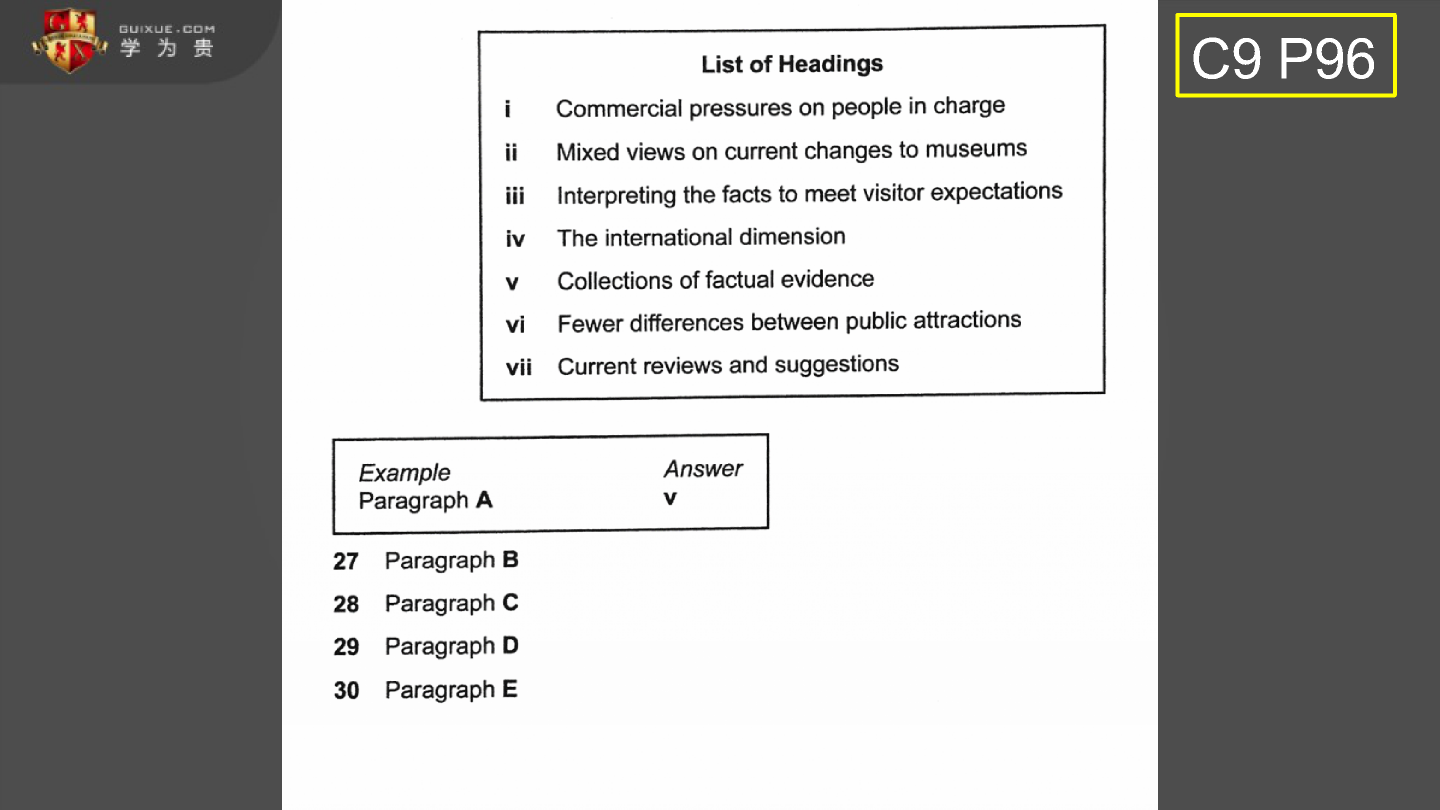 GUIXUE.COM
学为贵
C9 P96
List of Headings
i Commercial pressures on people in charge
ii Mixed views on current changes to museums
iii Interpreting the facts to meet visitor expectations
iv The international dimension
v Collections of factual evidence
vi Fewer differences between public attractions
vii Current reviews and suggestions
Example Answer
Paragraph A v
27 Paragraph B
28 Paragraph C
29 Paragraph D
30 Paragraph E